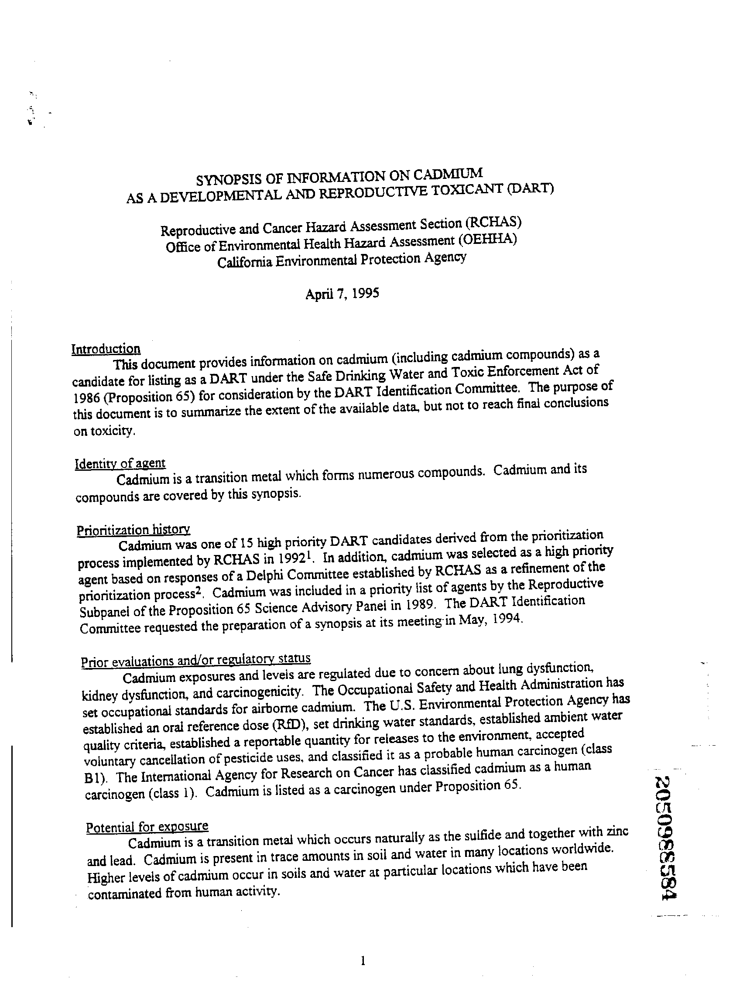 SYNOPSIS OF INFORMATION ON CADMIUM
AS A DEVELOPMENTAL AND REPRODUCTIVE TOXICANT (DART)
Reproductive and Cancer Hazard Assessment Section (RCHAS)
Office of Environmental Health Hazard Assessment (OEHHA)
California Environmental Protection Agency
April 7, 1995
Introduction
This document provides information on cadmium (including cadmium compounds) as a
candidate for listing as a DART under the Safe Drinking Water and Toxic Enforcement Act of
1986 (Proposition 65) for consideration by the DART Identification Committee. The purpose of
this document is to summarize the extent of the available data, but not to reach final conclusions
on toxicity.
Identity of agent
Cadmium is a transition metal which forms numerous compounds. Cadmium and its
compounds are covered by this synopsis.
Prioritization history
Cadmium was one of 15 high priority DART candidates derived from the prioritization
process implemented by RCHAS in 1992¹. In addition, cadmium was selected as a high priority
agent based on responses of a Delphi Committee established by RCHAS as a refinement of the
prioritization process². Cadmium was included in a priority list of agents by the Reproductive
Subpanel of the Proposition 65 Science Advisory Panel in 1989. The DART Identification
Committee requested the preparation of a synopsis at its meeting in May, 1994.
Prior evaluations and/or regulatory status
Cadmium exposures and levels are regulated due to concern about lung dysfunction,
kidney dysfunction, and carcinogenicity. The Occupational Safety and Health Administration has
set occupational standards for airborne cadmium. The U.S. Environmental Protection Agency has
established an oral reference dose (RfD), set drinking water standards, established ambient water
quality criteria, established a reportable quantity for releases to the environment, accepted
voluntary cancellation of pesticide uses, and classified it as a probable human carcinogen (class
B1). The International Agency for Research on Cancer has classified cadmium as a human
carcinogen (class 1). Cadmium is listed as a carcinogen under Proposition 65.
Potential for exposure
Cadmium is a transition metal which occurs naturally as the sulfide and together with zinc
and lead. Cadmium is present in trace amounts in soil and water in many locations worldwide.
Higher levels of cadmium occur in soils and water at particular locations which have been
contaminated from human activity.
2050988584
1